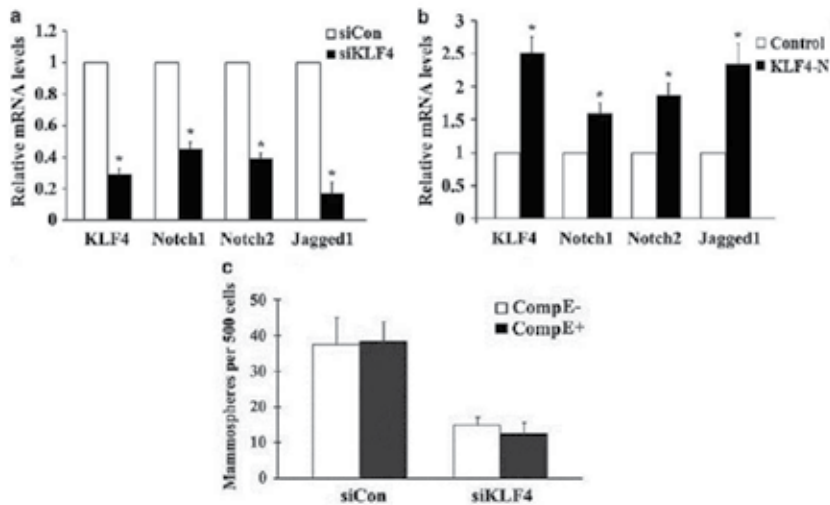 a
siCon
siKLF4
Relative mRNA levels
1.2
1
0.8
0.6
0.4
0.2
0
*
*
*
*
KLF4 Notch1 Notch2 Jagged1
b
Control
KLF4-N
Relative mRNA levels
3
2.5
2
1.5
1
0.5
0
*
*
*
*
KLF4 Notch1 Notch2 Jagged1
c
CompE-
CompE+
Mammospheres per 500 cells
50
40
30
20
10
0
siCon siKLF4